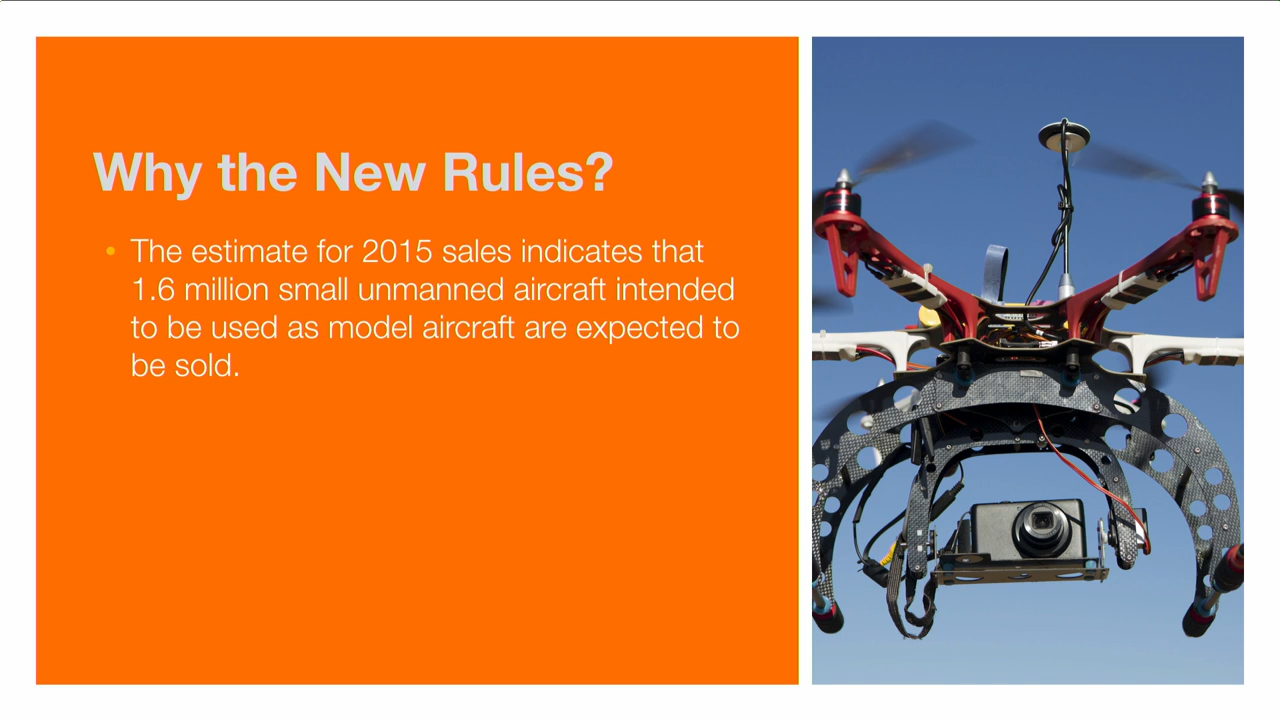 Why the New Rules?
• The estimate for 2015 sales indicates that
1.6 million small unmanned aircraft intended
to be used as model aircraft are expected to
be sold.